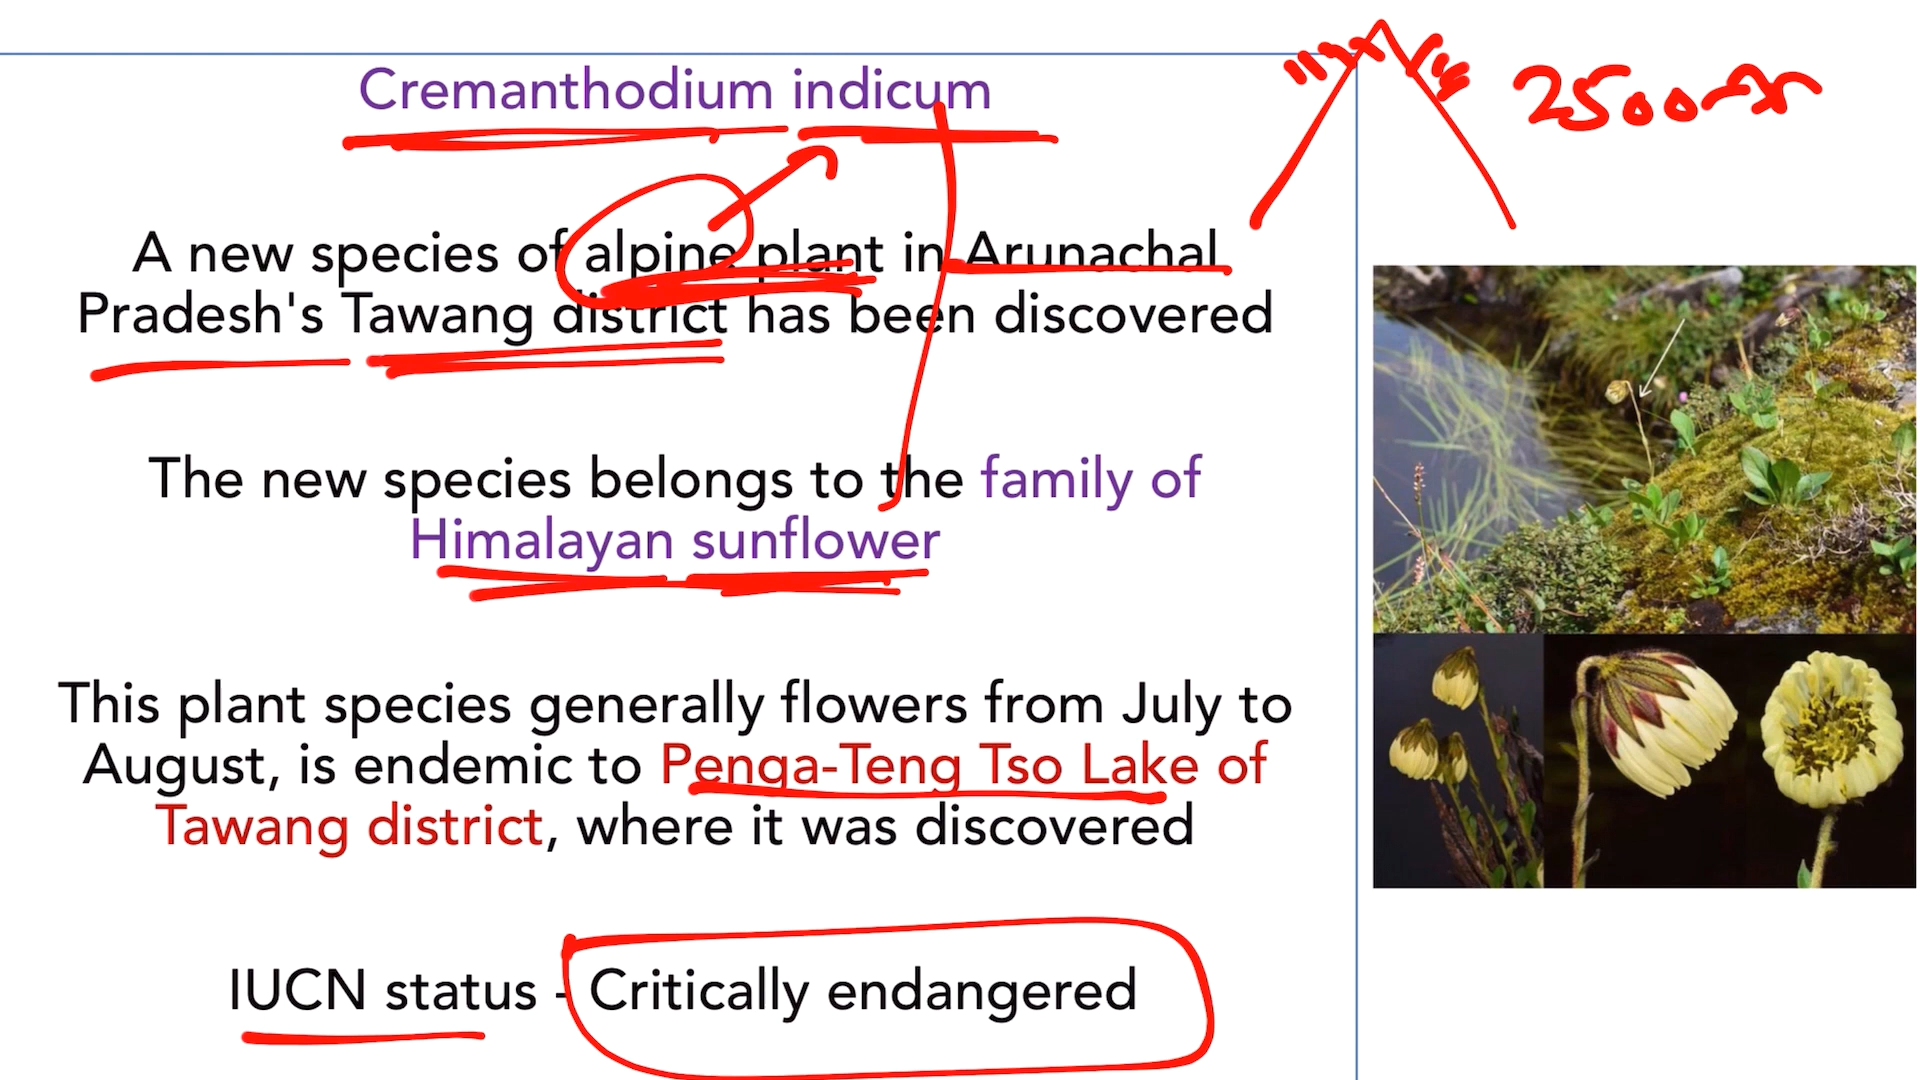 Cremanthodium indicum
A new species of alpine plant in Arunachal
Pradesh's Tawang district has been discovered
The new species belongs to the family of
Himalayan sunflower
This plant species generally flowers from July to
August, is endemic to Penga-Teng Tso Lake of
Tawang district, where it was discovered
IUCN status - Critically endangered
2500